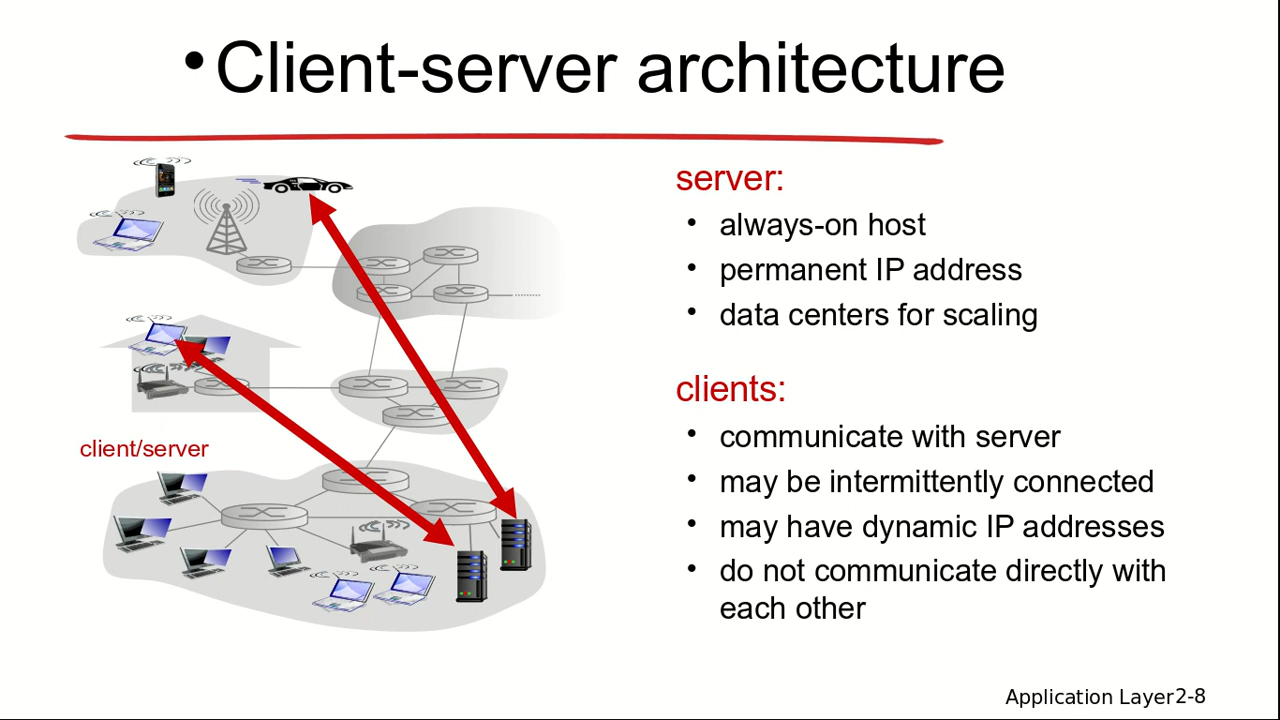 • Client-server architecture
server:
• always-on host
• permanent IP address
• data centers for scaling
clients:
• communicate with server
• may be intermittently connected
• may have dynamic IP addresses
• do not communicate directly with
each other
client/server
Application Layer 2-8